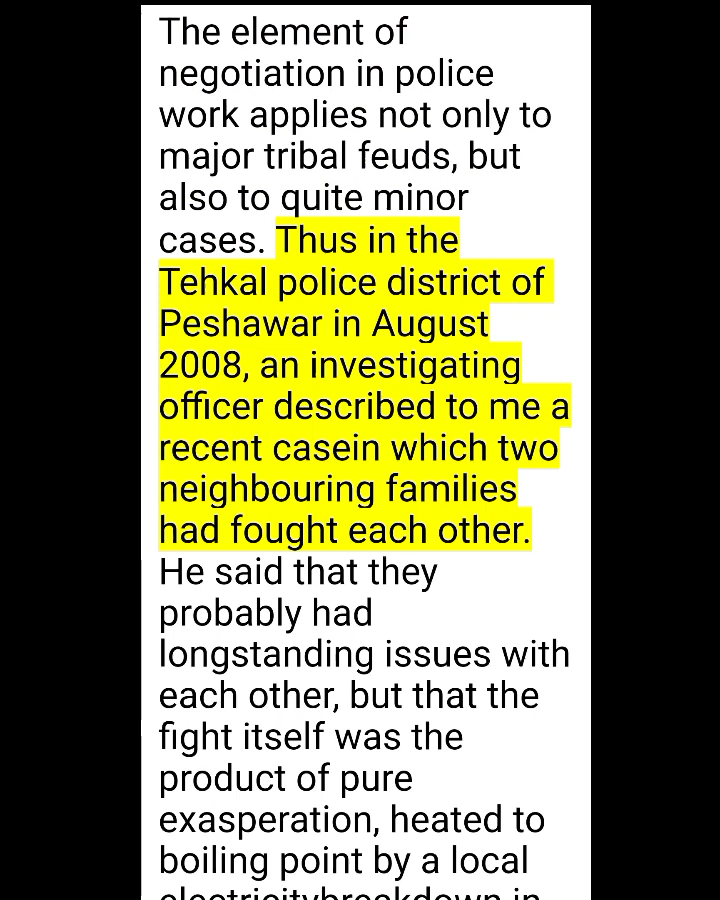 The element of
negotiation in police
work applies not only to
major tribal feuds, but
also to quite minor
cases. Thus in the
Tehkal police district of
Peshawar in August
2008, an investigating
officer described to me a
recent casein which two
neighbouring families
had fought each other.
He said that they
probably had
longstanding issues with
each other, but that the
fight itself was the
product of pure
exasperation, heated to
boiling point by a local
electricitybreakdown in